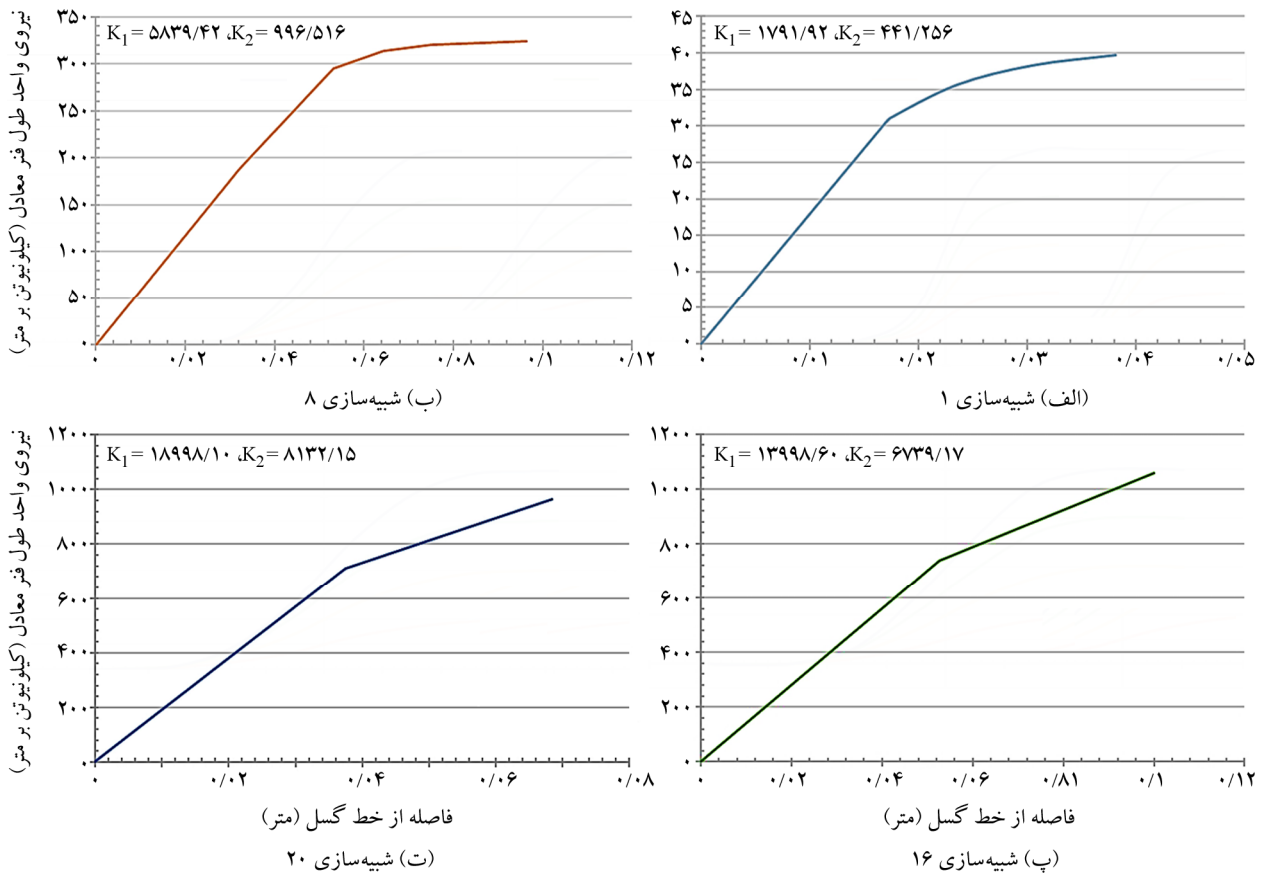 K₁= ۱۷۹۱/۹۲ ،K₂= ۴۴۱/۲۵۶
۴۵
۴۰
۳۵
۳۰
۲۵
۲۰
۱۵
۱۰
۵
۰
۰ ۰/۰۱ ۰/۰۲ ۰/۰۳ ۰/۰۴ ۰/۰۵
(الف) شبیه‌سازی ۱
نیروی واحد طول فنر معادل (کیلونیوتن بر متر)
K₁= ۵۸۳۹/۴۲ ،K₂= ۹۹۶/۵۱۶
۳۵۰
۳۰۰
۲۵۰
۲۰۰
۱۵۰
۱۰۰
۵۰
۰
۰ ۰/۰۲ ۰/۰۴ ۰/۰۶ ۰/۰۸ ۰/۱ ۰/۱۲
(ب) شبیه‌سازی ۸
K₁= ۱۳۹۹۸/۶۰ ،K₂= ۶۷۳۹/۱۷
۱۲۰۰
۱۰۰۰
۸۰۰
۶۰۰
۴۰۰
۲۰۰
۰
۰ ۰/۰۲ ۰/۰۴ ۰/۰۶ ۰/۸۱ ۰/۱ ۰/۱۲
فاصله از خط گسل (متر)
(پ) شبیه‌سازی ۱۶
نیروی واحد طول فنر معادل (کیلونیوتن بر متر)
K₁= ۱۸۹۹۸/۱۰ ،K₂= ۸۱۳۲/۱۵
۱۲۰۰
۱۰۰۰
۸۰۰
۶۰۰
۴۰۰
۲۰۰
۰
۰ ۰/۰۲ ۰/۰۴ ۰/۰۶ ۰/۰۸
فاصله از خط گسل (متر)
(ت) شبیه‌سازی ۲۰